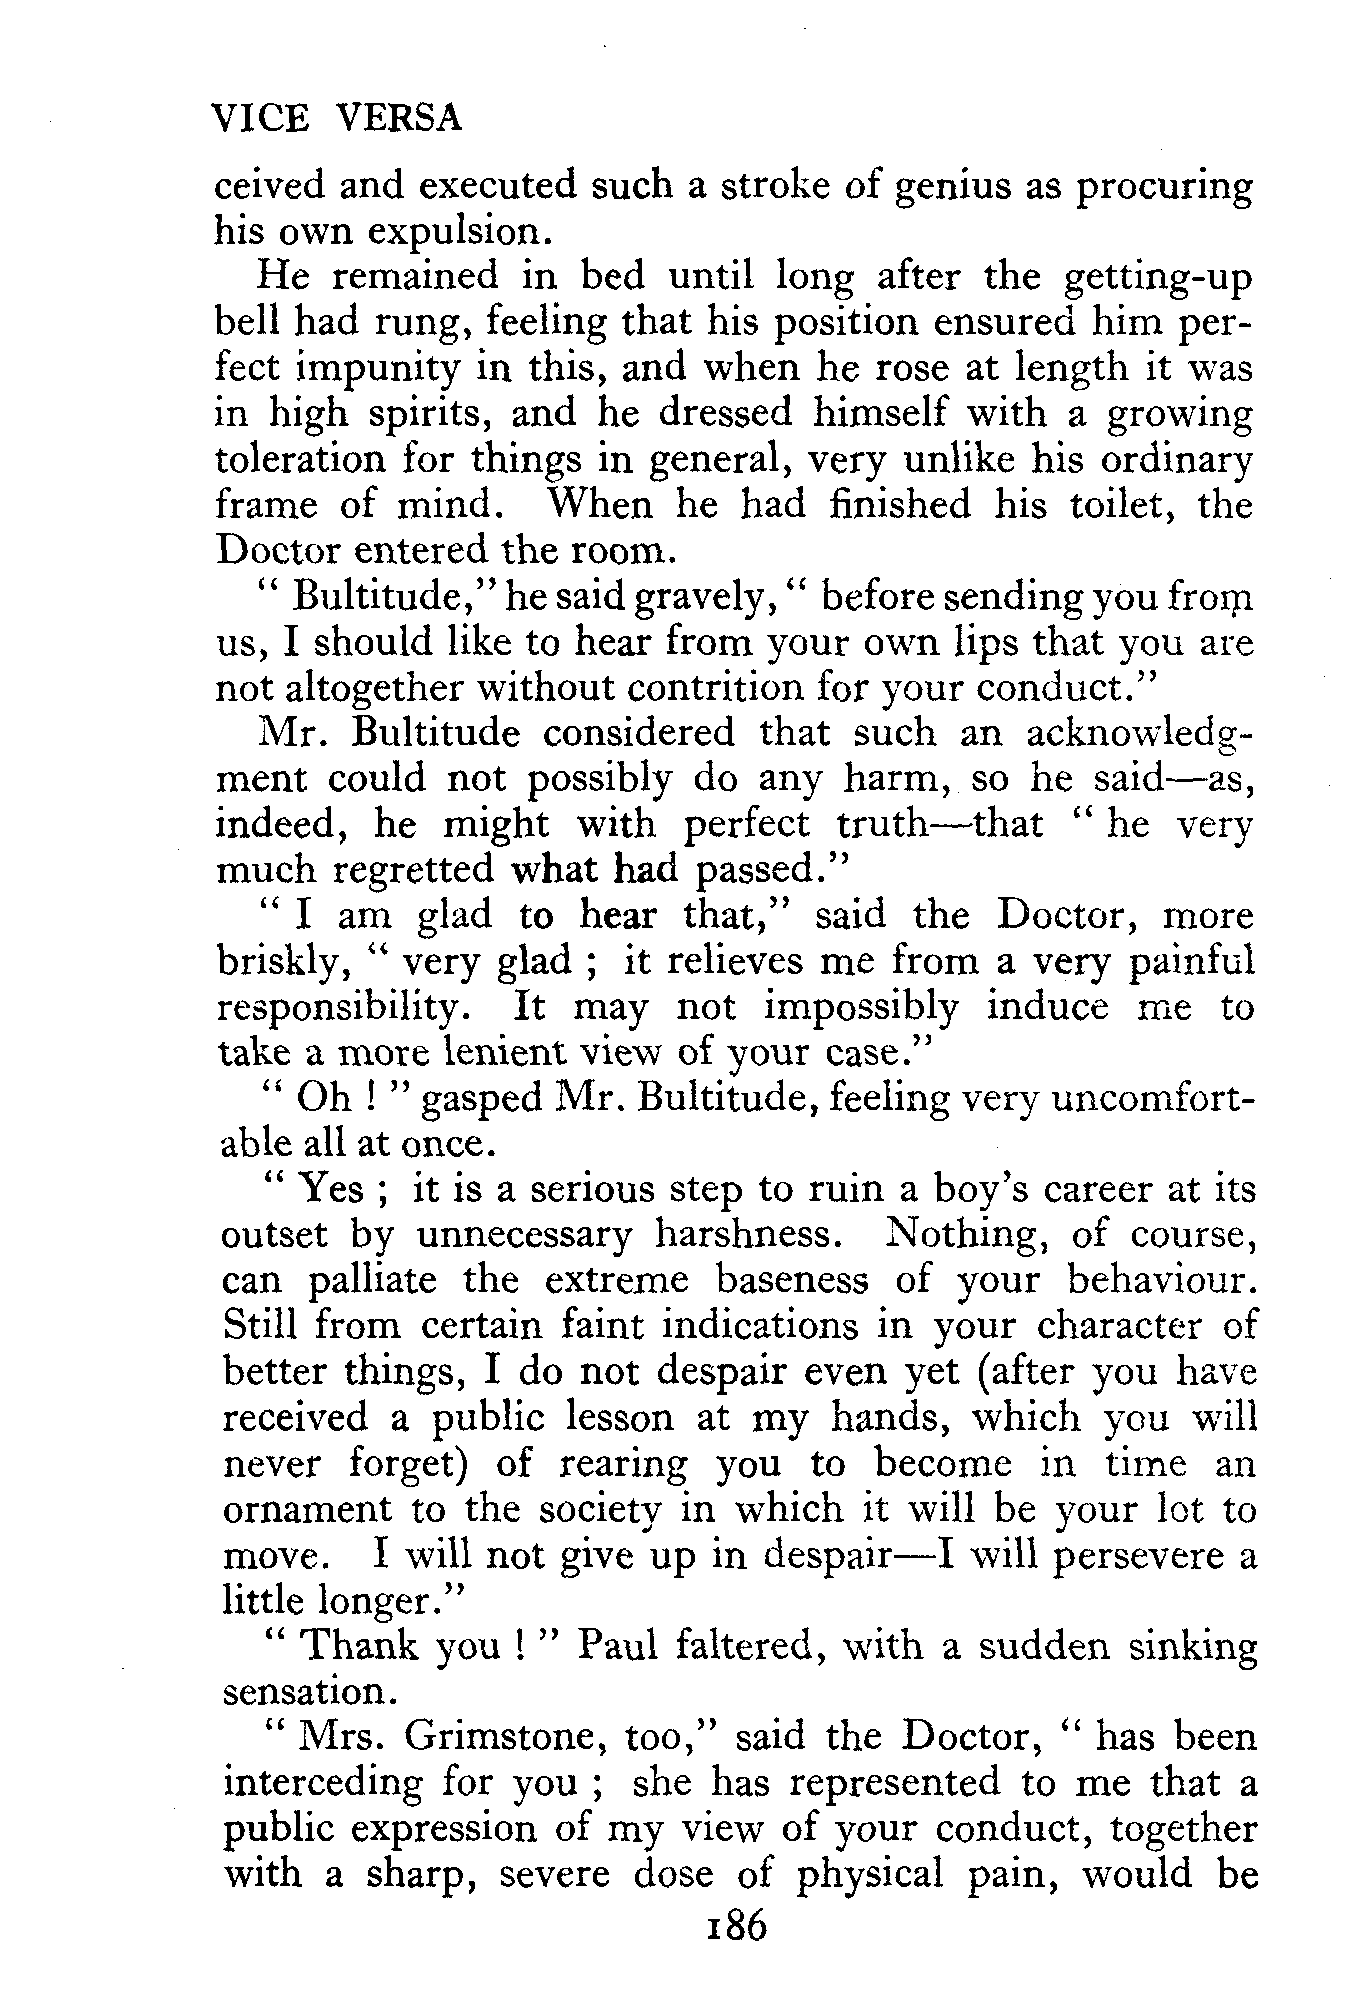 VICE VERSA
ceived and executed such a stroke of genius as procuring
his own expulsion.
He remained in bed until long after the getting-up
bell had rung, feeling that his position ensured him per-
fect impunity in this, and when he rose at length it was
in high spirits, and he dressed himself with a growing
toleration for things in general, very unlike his ordinary
frame of mind. When he had finished his toilet, the
Doctor entered the room.
“ Bultitude,” he said gravely, “ before sending you from
us, I should like to hear from your own lips that you are
not altogether without contrition for your conduct.”
Mr. Bultitude considered that such an acknowledg-
ment could not possibly do any harm, so he said—as,
indeed, he might with perfect truth—that “ he very
much regretted what had passed.”
“ I am glad to hear that,” said the Doctor, more
briskly, “ very glad ; it relieves me from a very painful
responsibility. It may not impossibly induce me to
take a more lenient view of your case.”
“ Oh ! ” gasped Mr. Bultitude, feeling very uncomfort-
able all at once.
“ Yes ; it is a serious step to ruin a boy’s career at its
outset by unnecessary harshness. Nothing, of course,
can palliate the extreme baseness of your behaviour.
Still from certain faint indications in your character of
better things, I do not despair even yet (after you have
received a public lesson at my hands, which you will
never forget) of rearing you to become in time an
ornament to the society in which it will be your lot to
move. I will not give up in despair—I will persevere a
little longer.”
“ Thank you ! ” Paul faltered, with a sudden sinking
sensation.
“ Mrs. Grimstone, too,” said the Doctor, “ has been
interceding for you ; she has represented to me that a
public expression of my view of your conduct, together
with a sharp, severe dose of physical pain, would be
186